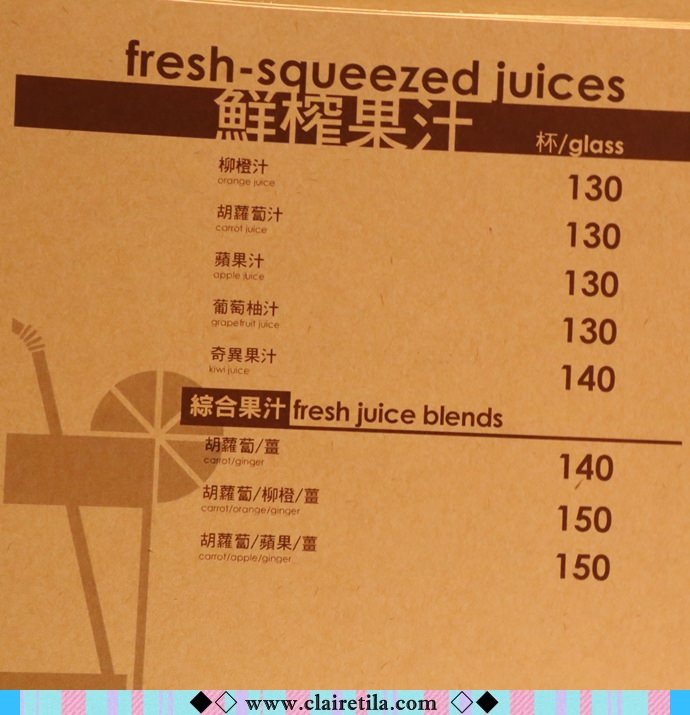 fresh-squeezed juices
鮮榨果汁 杯/glass
柳橙汁 130
orange juice
胡蘿蔔汁 130
carrot juice
蘋果汁 130
apple juice
葡萄柚汁 130
grapefruit juice
奇異果汁 140
kiwi juice
綜合果汁 fresh juice blends
胡蘿蔔/薑 140
carrot/ginger
胡蘿蔔/柳橙/薑 150
carrot/orange/ginger
胡蘿蔔/蘋果/薑 150
carrot/apple/ginger
www.clairetila.com